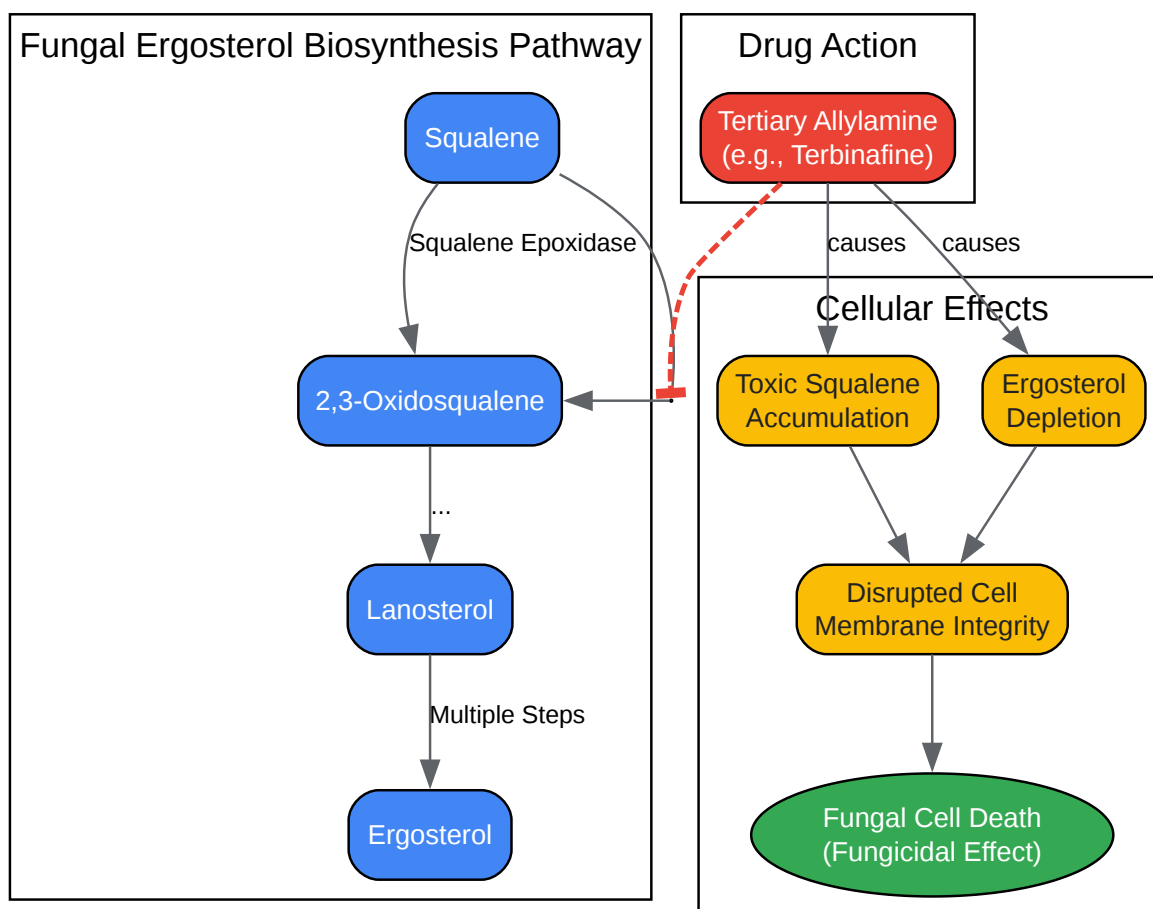 Fungal Ergosterol Biosynthesis Pathway
Squalene
Squalene Epoxidase
2,3-Oxidosqualene
...
Lanosterol
Multiple Steps
Ergosterol
Drug Action
Tertiary Allylamine
(e.g., Terbinafine)
causes
causes
Cellular Effects
Toxic Squalene
Accumulation
Ergosterol
Depletion
Disrupted Cell
Membrane Integrity
Fungal Cell Death
(Fungicidal Effect)